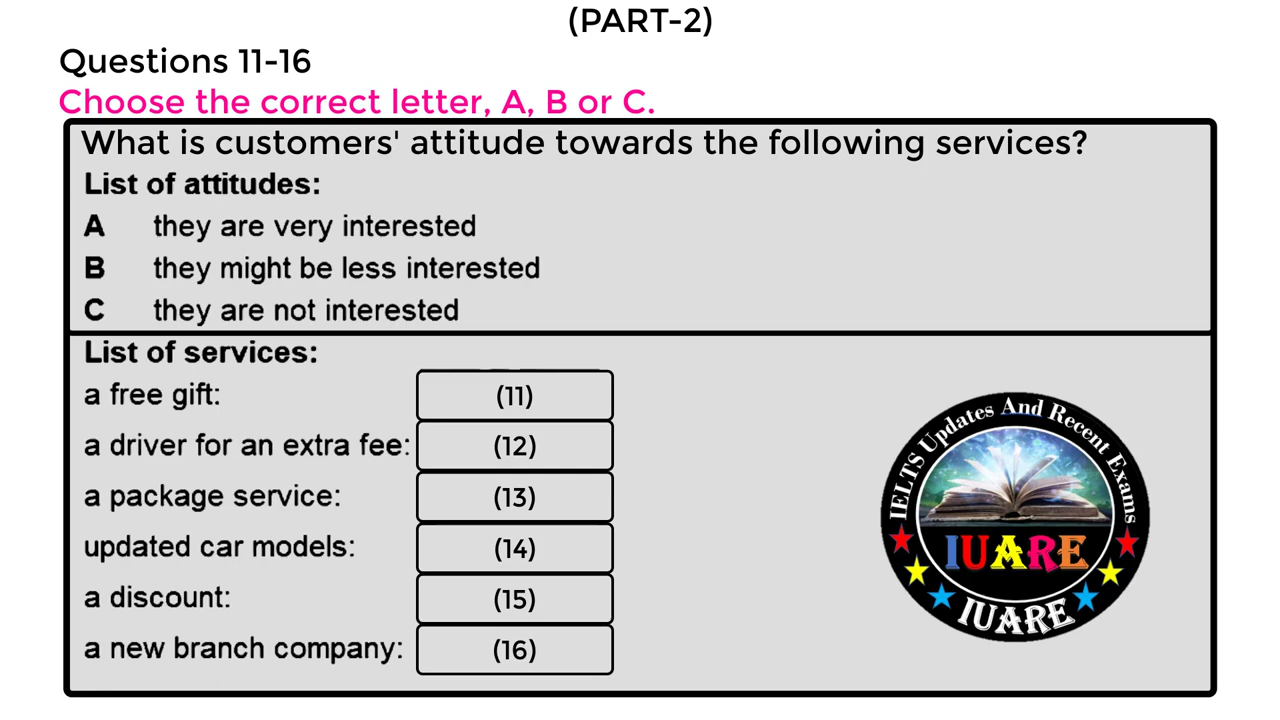 (PART-2)
Questions 11-16
Choose the correct letter, A, B or C.
What is customers' attitude towards the following services?
List of attitudes:
A they are very interested
B they might be less interested
C they are not interested
List of services:
a free gift: (11)
a driver for an extra fee: (12)
a package service: (13)
updated car models: (14)
a discount: (15)
a new branch company: (16)
IELTS Updates And Recent Exams
IUARE
IUARE